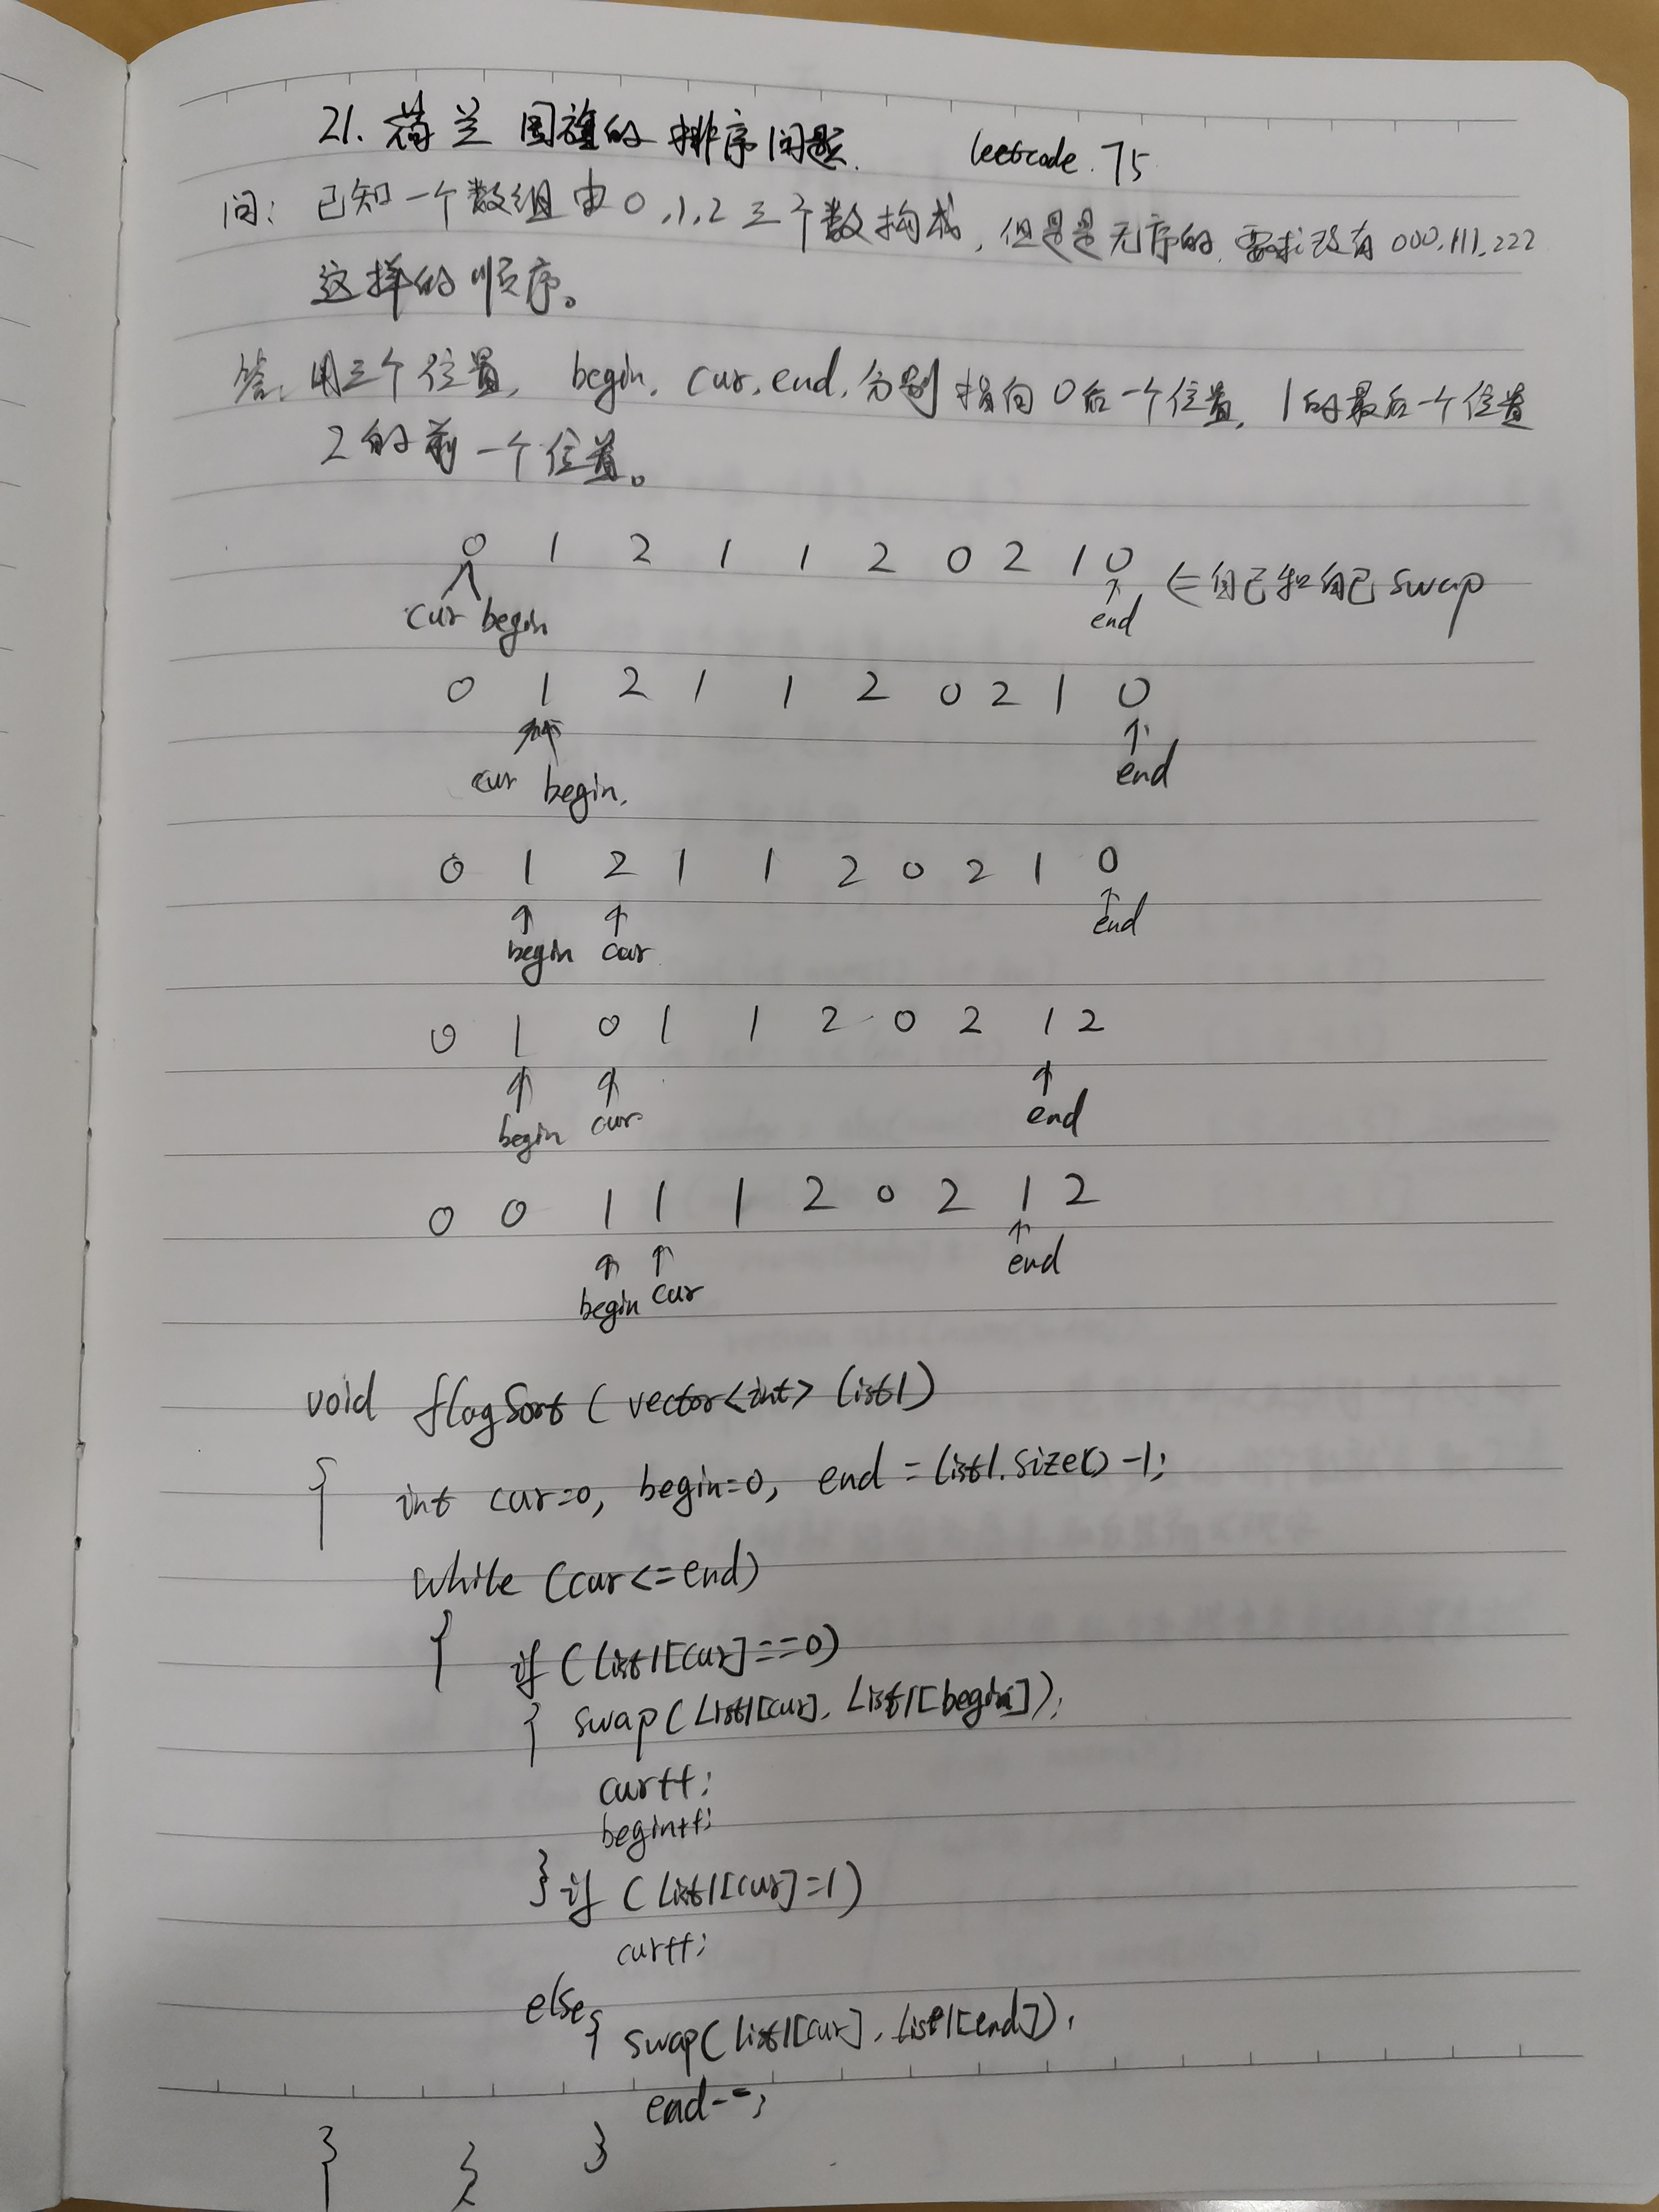 21. 荷兰国旗的排序问题. leetcode.75
问: 已知一个数组由0,1,2三个数构成, 但是是无序的. 要求没有000,111,222
这样的顺序。
答. 用三个位置, begin, cur, end, 分别指向0后一个位置, 1的最后一个位置
2的前一个位置。
0 1 2 1 1 2 0 2 1 0 <=自己和自己swap
cur begin end
0 1 2 1 1 2 0 2 1 0
cur begin. end
0 1 2 1 1 2 0 2 1 0
begin cur end
0 1 0 1 1 2 0 2 1 2
begin cur end
0 0 1 1 1 2 0 2 1 2
begin cur end
void flagSort ( vector<int> list1)
{ int cur=0, begin=0, end = list1.size() -1;
while (cur<=end)
{ if ( list1[cur]==0)
{ swap ( list1[cur], list1[begin]);
cur++;
begin++;
} if ( list1[cur]=1)
cur++;
else{ swap( list1[cur], list1[end]);
end--;
} } }